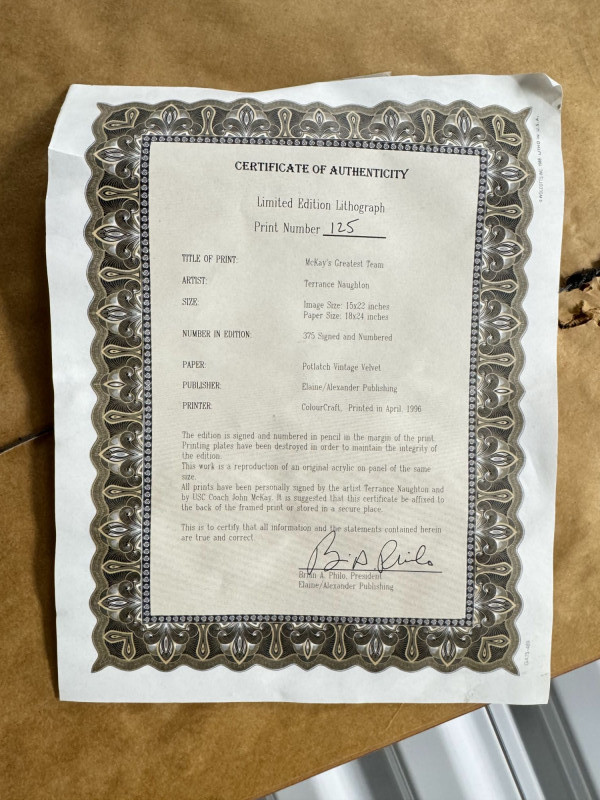 CERTIFICATE OF AUTHENTICITY
Limited Edition Lithograph
Print Number 125
TITLE OF PRINT: McKay's Greatest Team
ARTIST: Terrance Naughton
SIZE: Image Size: 15x22 inches
Paper Size: 18x24 inches
NUMBER IN EDITION: 375 Signed and Numbered
PAPER: Potlatch Vintage Velvet
PUBLISHER: Elaine/Alexander Publishing
PRINTER: ColourCraft, Printed in April 1996
The edition is signed and numbered in pencil in the margin of the print.
Printing plates have been destroyed in order to maintain the integrity of
the edition.
This work is a reproduction of an original acrylic on panel of the same
size.
All prints have been personally signed by the artist Terrance Naughton and
by USC Coach John McKay. It is suggested that this certificate be affixed to
the back of the framed print or stored in a secure place.
This is to certify that all information and the statements contained herein
are true and correct.
Brian A. Philo, President
Elaine/Alexander Publishing